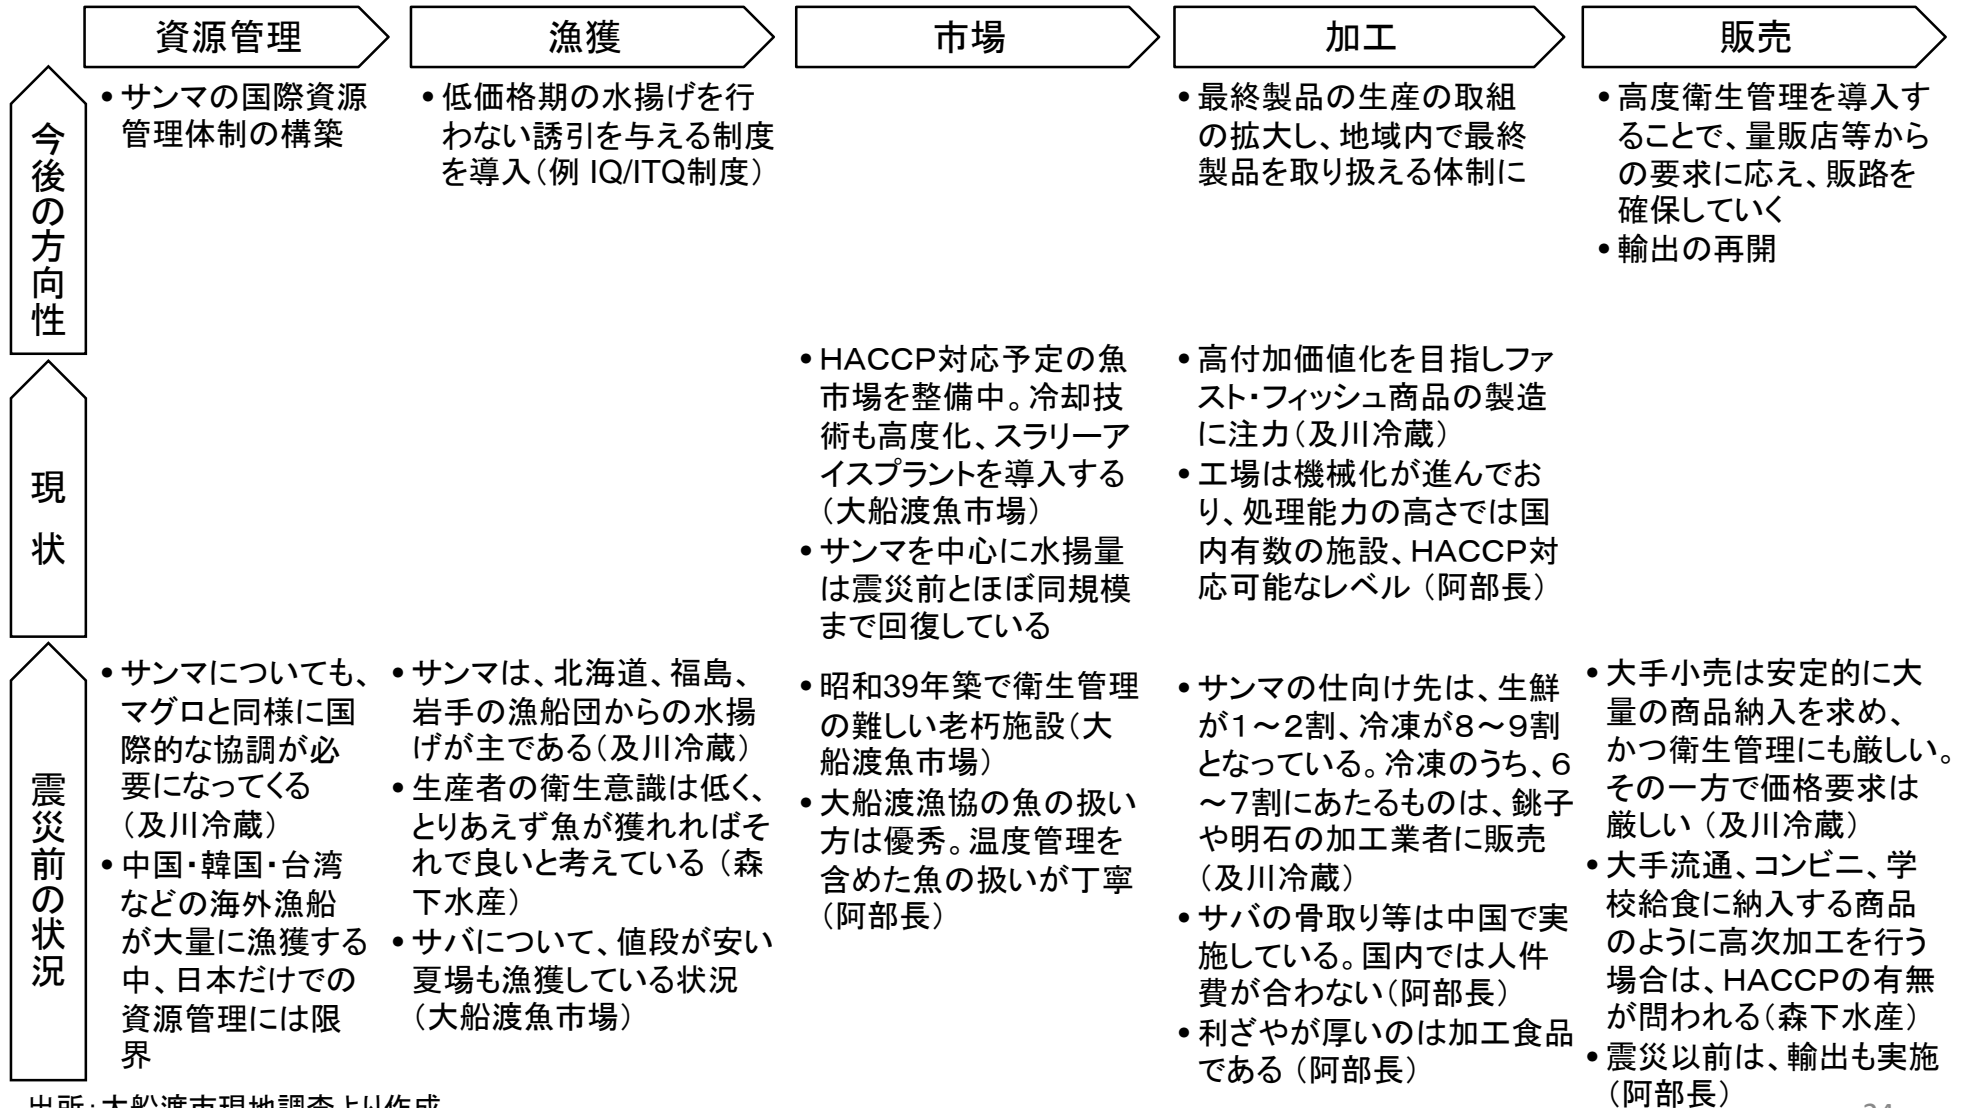 資源管理
漁獲
市場
加工
販売
今後の方向性
•サンマの国際資源
管理体制の構築
•低価格期の水揚げを行
わない誘引を与える制度
を導入（例 IQ/ITQ制度）
•最終製品の生産の取組
の拡大し、地域内で最終
製品を取り扱える体制に
•高度衛生管理を導入す
ることで、量販店等から
の要求に応え、販路を
確保していく
•輸出の再開
現状
•HACCP対応予定の魚
市場を整備中。冷却技
術も高度化、スラリーア
イスプラントを導入する
（大船渡魚市場）
•サンマを中心に水揚量
は震災前とほぼ同規模
まで回復している
•高付加価値化を目指しファ
スト・フィッシュ商品の製造
に注力（及川冷蔵）
•工場は機械化が進んでお
り、処理能力の高さでは国
内有数の施設、HACCP対
応可能なレベル（阿部長）
震災前の状況
•サンマについても、
マグロと同様に国
際的な協調が必
要になってくる
（及川冷蔵）
•中国・韓国・台湾
などの海外漁船
が大量に漁獲する
中、日本だけでの
資源管理には限
界
•サンマは、北海道、福島、
岩手の漁船団からの水揚
げが主である（及川冷蔵）
•生産者の衛生意識は低く、
とりあえず魚が獲れればそ
れで良いと考えている（森
下水産）
•サバについて、値段が安い
夏場も漁獲している状況
（大船渡魚市場）
•昭和39年築で衛生管理
の難しい老朽施設（大
船渡魚市場）
•大船渡漁協の魚の扱い
方は優秀。温度管理を
含めた魚の扱いが丁寧
（阿部長）
•サンマの仕向け先は、生鮮
が１～２割、冷凍が８～９割
となっている。冷凍のうち、６
～７割にあたるものは、銚子
や明石の加工業者に販売
（及川冷蔵）
•サバの骨取り等は中国で実
施している。国内では人件
費が合わない（阿部長）
•利ざやが厚いのは加工食品
である（阿部長）
•大手小売は安定的に大
量の商品納入を求め、
かつ衛生管理にも厳しい。
その一方で価格要求は
厳しい（及川冷蔵）
•大手流通、コンビニ、学
校給食に納入する商品
のように高次加工を行う
場合は、HACCPの有無
が問われる（森下水産）
•震災以前は、輸出も実施
（阿部長）
出所：大船渡市現地調査より作成